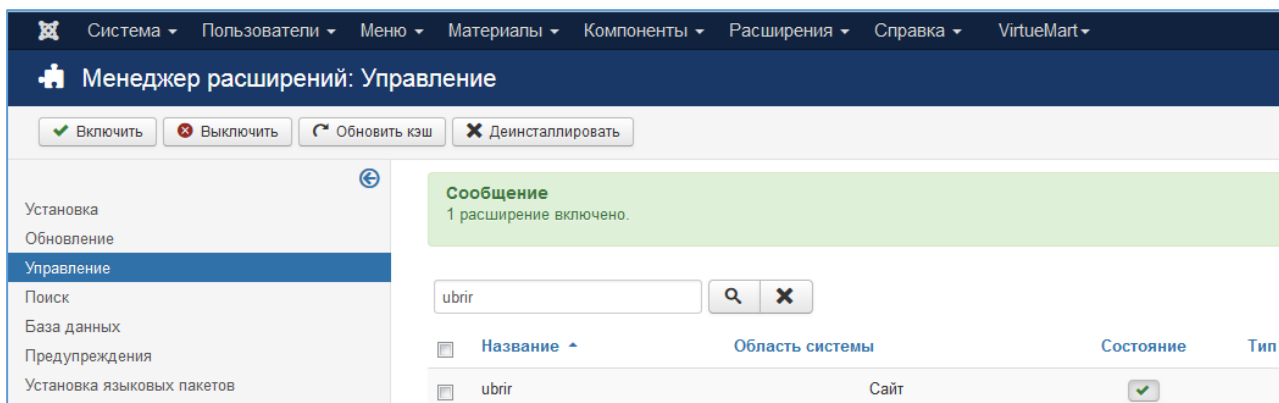 Система Пользователи Меню Материалы Компоненты Расширения Справка VirtueMart
Менеджер расширений: Управление
Включить Выключить Обновить кэш Деинсталлировать
Сообщение
1 расширение включено.
Установка
Обновление
Управление
Поиск
База данных
Предупреждения
Установка языковых пакетов
ubrir
Название Область системы Состояние Тип
ubrir Сайт